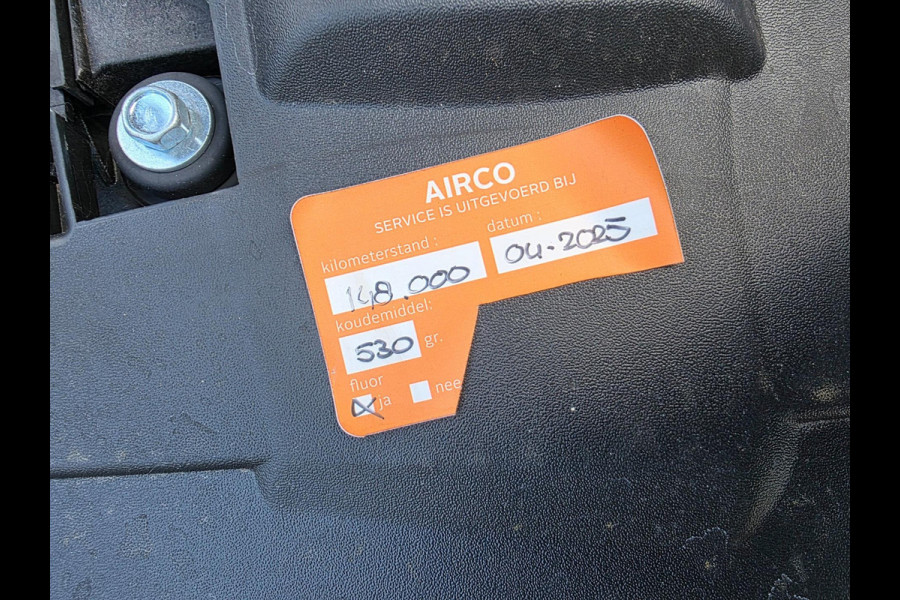 AIRCO
SERVICE IS UITGEVOERD BIJ
kilometerstand :
datum :
148.000
04-2025
koudemiddel:
530 gr.
fluor
ja nee